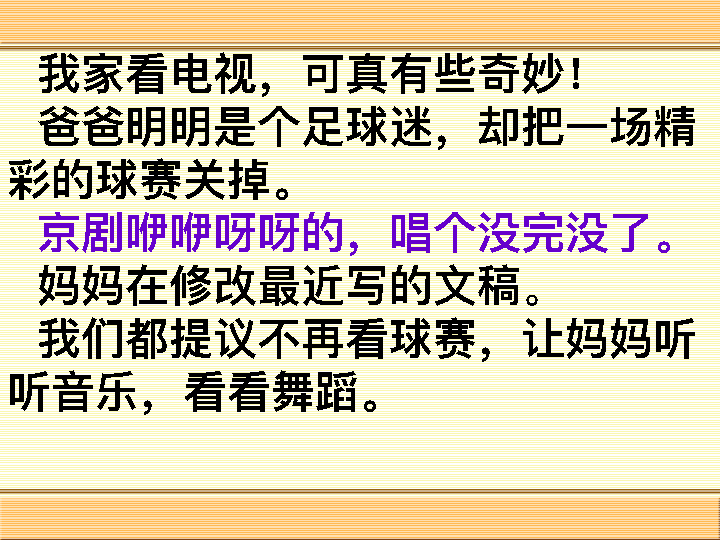 我家看电视，可真有些奇妙！
爸爸明明是个足球迷，却把一场精
彩的球赛关掉。
京剧咿咿呀呀的，唱个没完没了。
妈妈在修改最近写的文稿。
我们都提议不再看球赛，让妈妈听
听音乐，看看舞蹈。